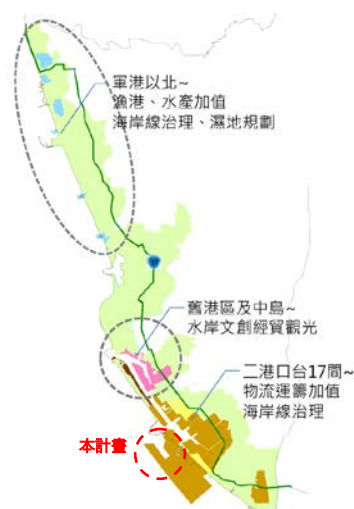 軍港以北~
漁港、水產加值
海岸線治理、濕地規劃
舊港區及中島~
水岸文創經貿觀光
二港口台17間~
物流運籌加值
海岸線治理
本計畫